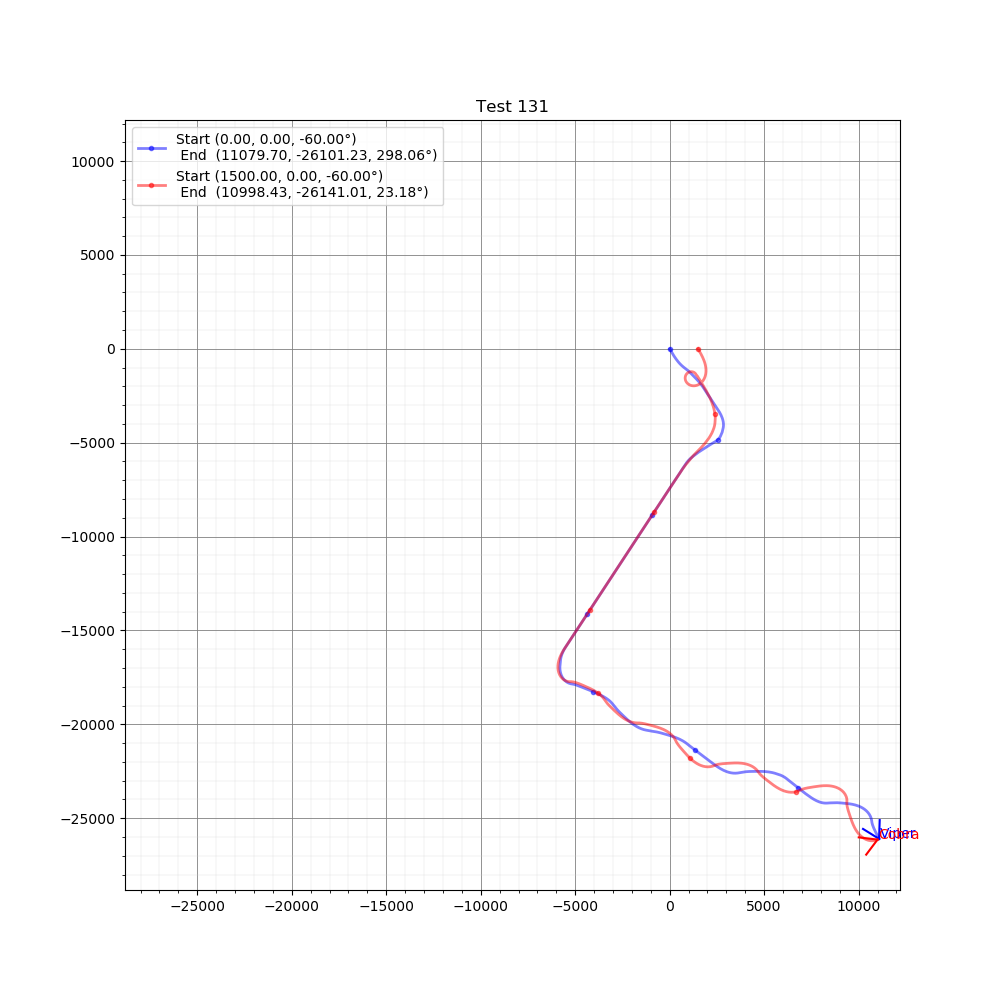 Test 131
Start (0.00, 0.00, -60.00°)
End (11079.70, -26101.23, 298.06°)
Start (1500.00, 0.00, -60.00°)
End (10998.43, -26141.01, 23.18°)
10000
5000
0
−5000
−10000
−15000
−20000
−25000
Viper
−25000 −20000 −15000 −10000 −5000 0 5000 10000